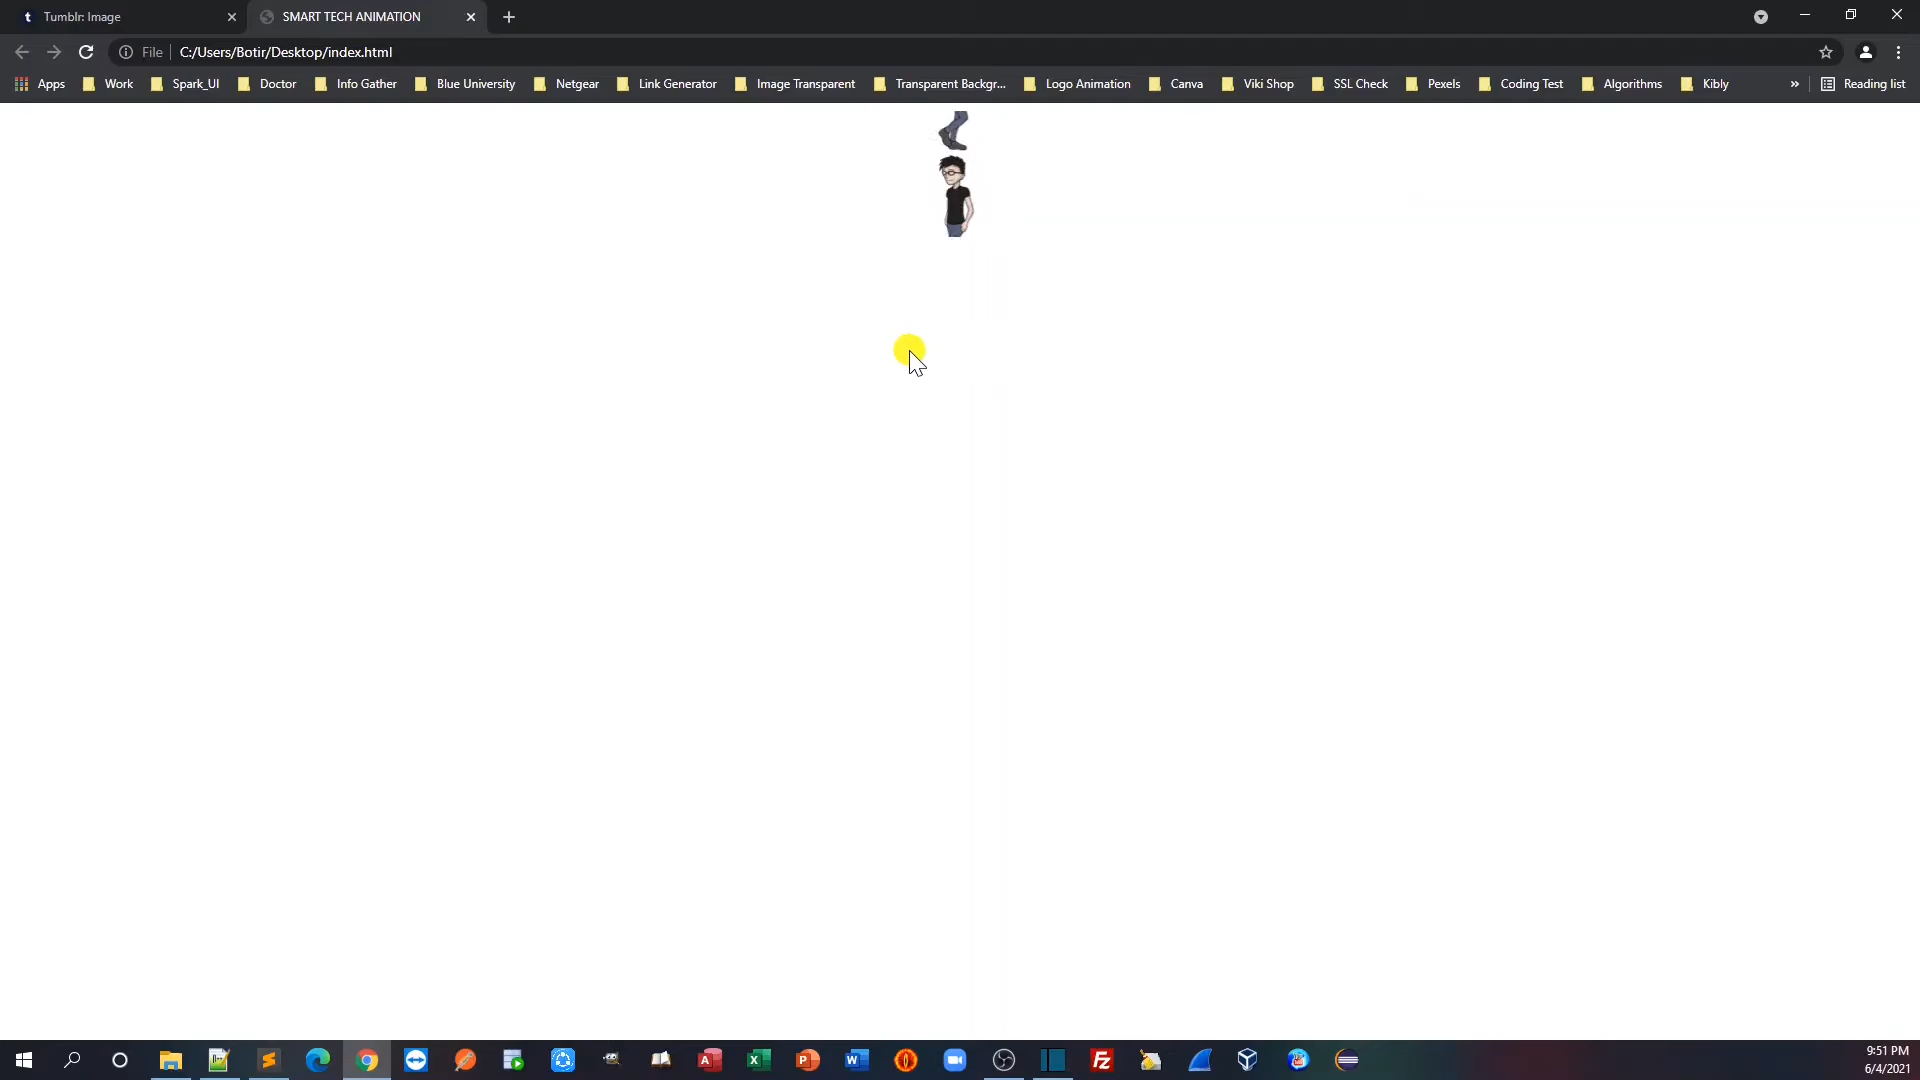 Tumblr: Image
SMART TECH ANIMATION
File C:/Users/Botir/Desktop/index.html
Apps Work Spark_UI Doctor Info Gather Blue University Netgear Link Generator Image Transparent Transparent Backgr... Logo Animation Canva Viki Shop SSL Check Pexels Coding Test Algorithms Kibly » Reading list
9:51 PM
6/4/2021